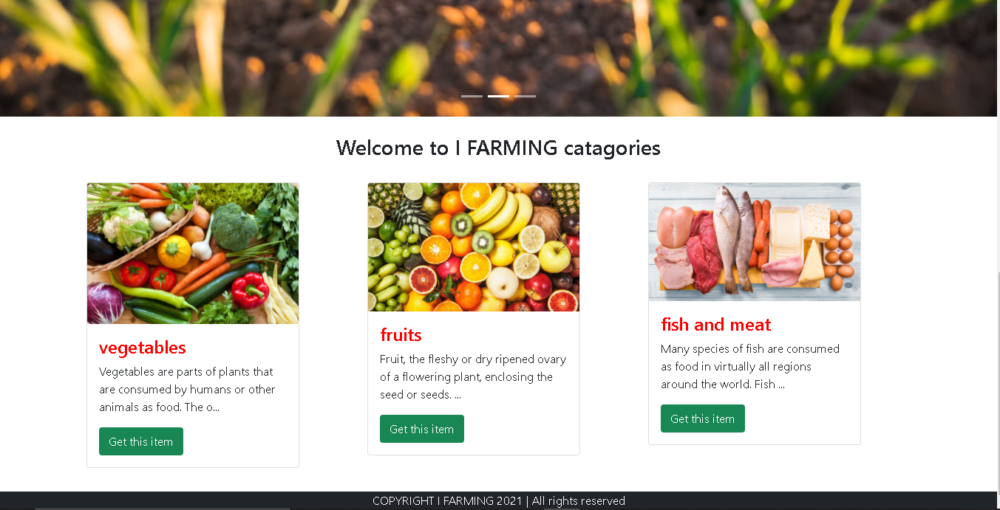 Welcome to I FARMING catagories
vegetables
Vegetables are parts of plants that
are consumed by humans or other
animals as food. The o...
Get this item
fruits
Fruit, the fleshy or dry ripened ovary
of a flowering plant, enclosing the
seed or seeds. ...
Get this item
fish and meat
Many species of fish are consumed
as food in virtually all regions
around the world. Fish ...
Get this item
COPYRIGHT I FARMING 2021 | All rights reserved